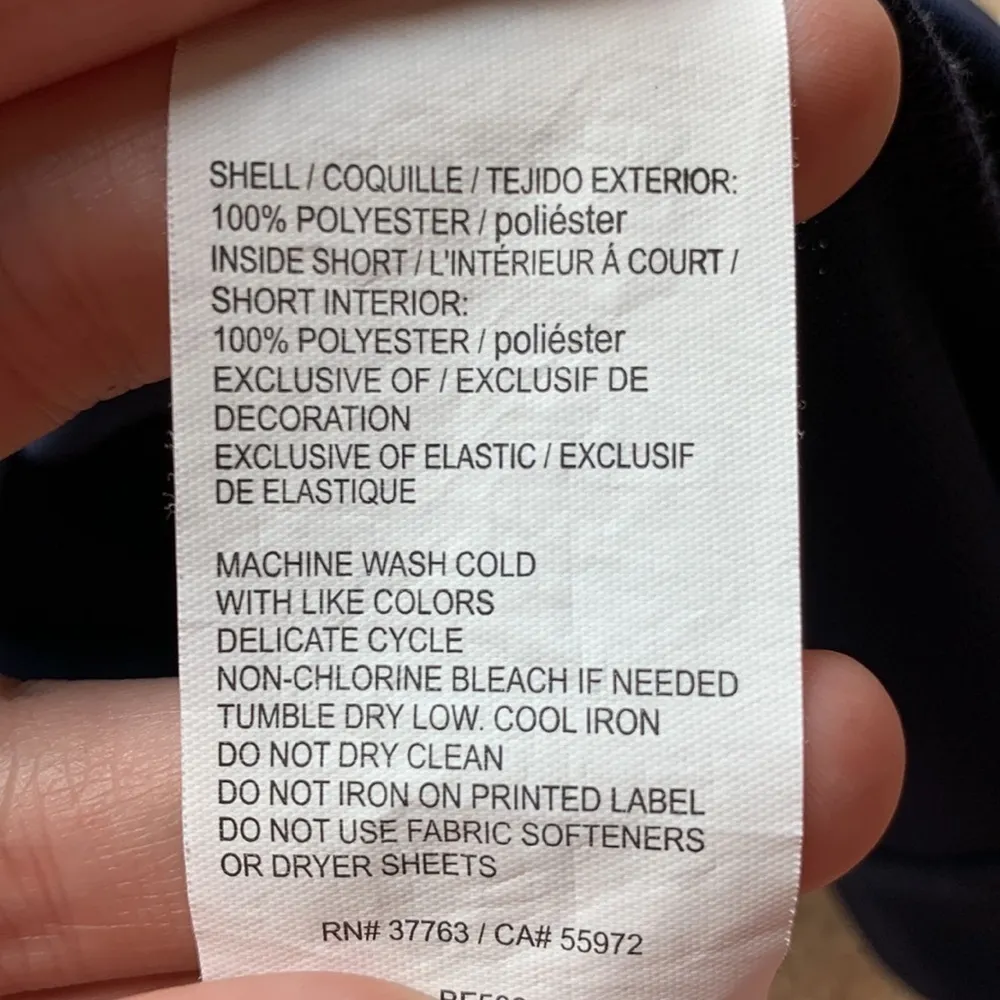 SHELL / COQUILLE / TEJIDO EXTERIOR:
100% POLYESTER / poliéster
INSIDE SHORT / L'INTÉRIEUR Á COURT /
SHORT INTERIOR:
100% POLYESTER / poliéster
EXCLUSIVE OF / EXCLUSIF DE
DECORATION
EXCLUSIVE OF ELASTIC / EXCLUSIF
DE ELASTIQUE
MACHINE WASH COLD
WITH LIKE COLORS
DELICATE CYCLE
NON-CHLORINE BLEACH IF NEEDED
TUMBLE DRY LOW. COOL IRON
DO NOT DRY CLEAN
DO NOT IRON ON PRINTED LABEL
DO NOT USE FABRIC SOFTENERS
OR DRYER SHEETS
RN# 37763 / CA# 55972